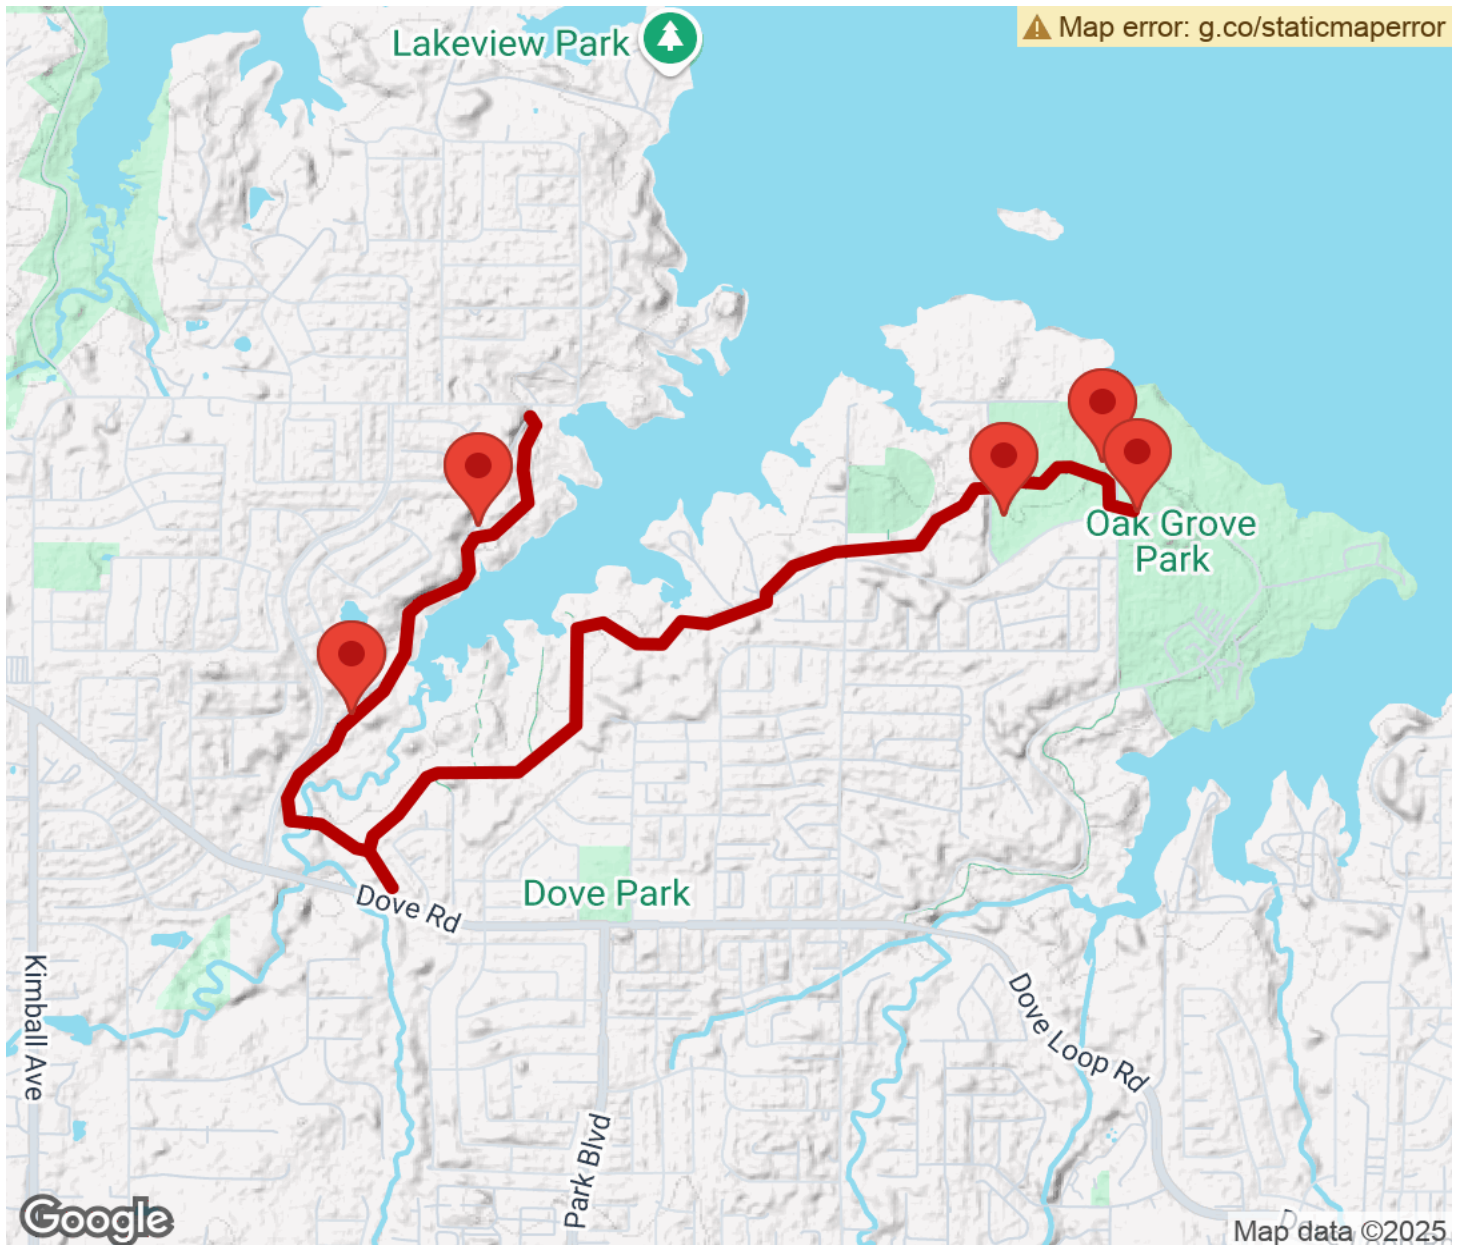 Map error: g.co/staticmaperror
Lakeview Park
Oak Grove
Park
Dove Park
Dove Rd
Kimball Ave
Dove Loop Rd
Park Blvd
Google
Map data ©2025